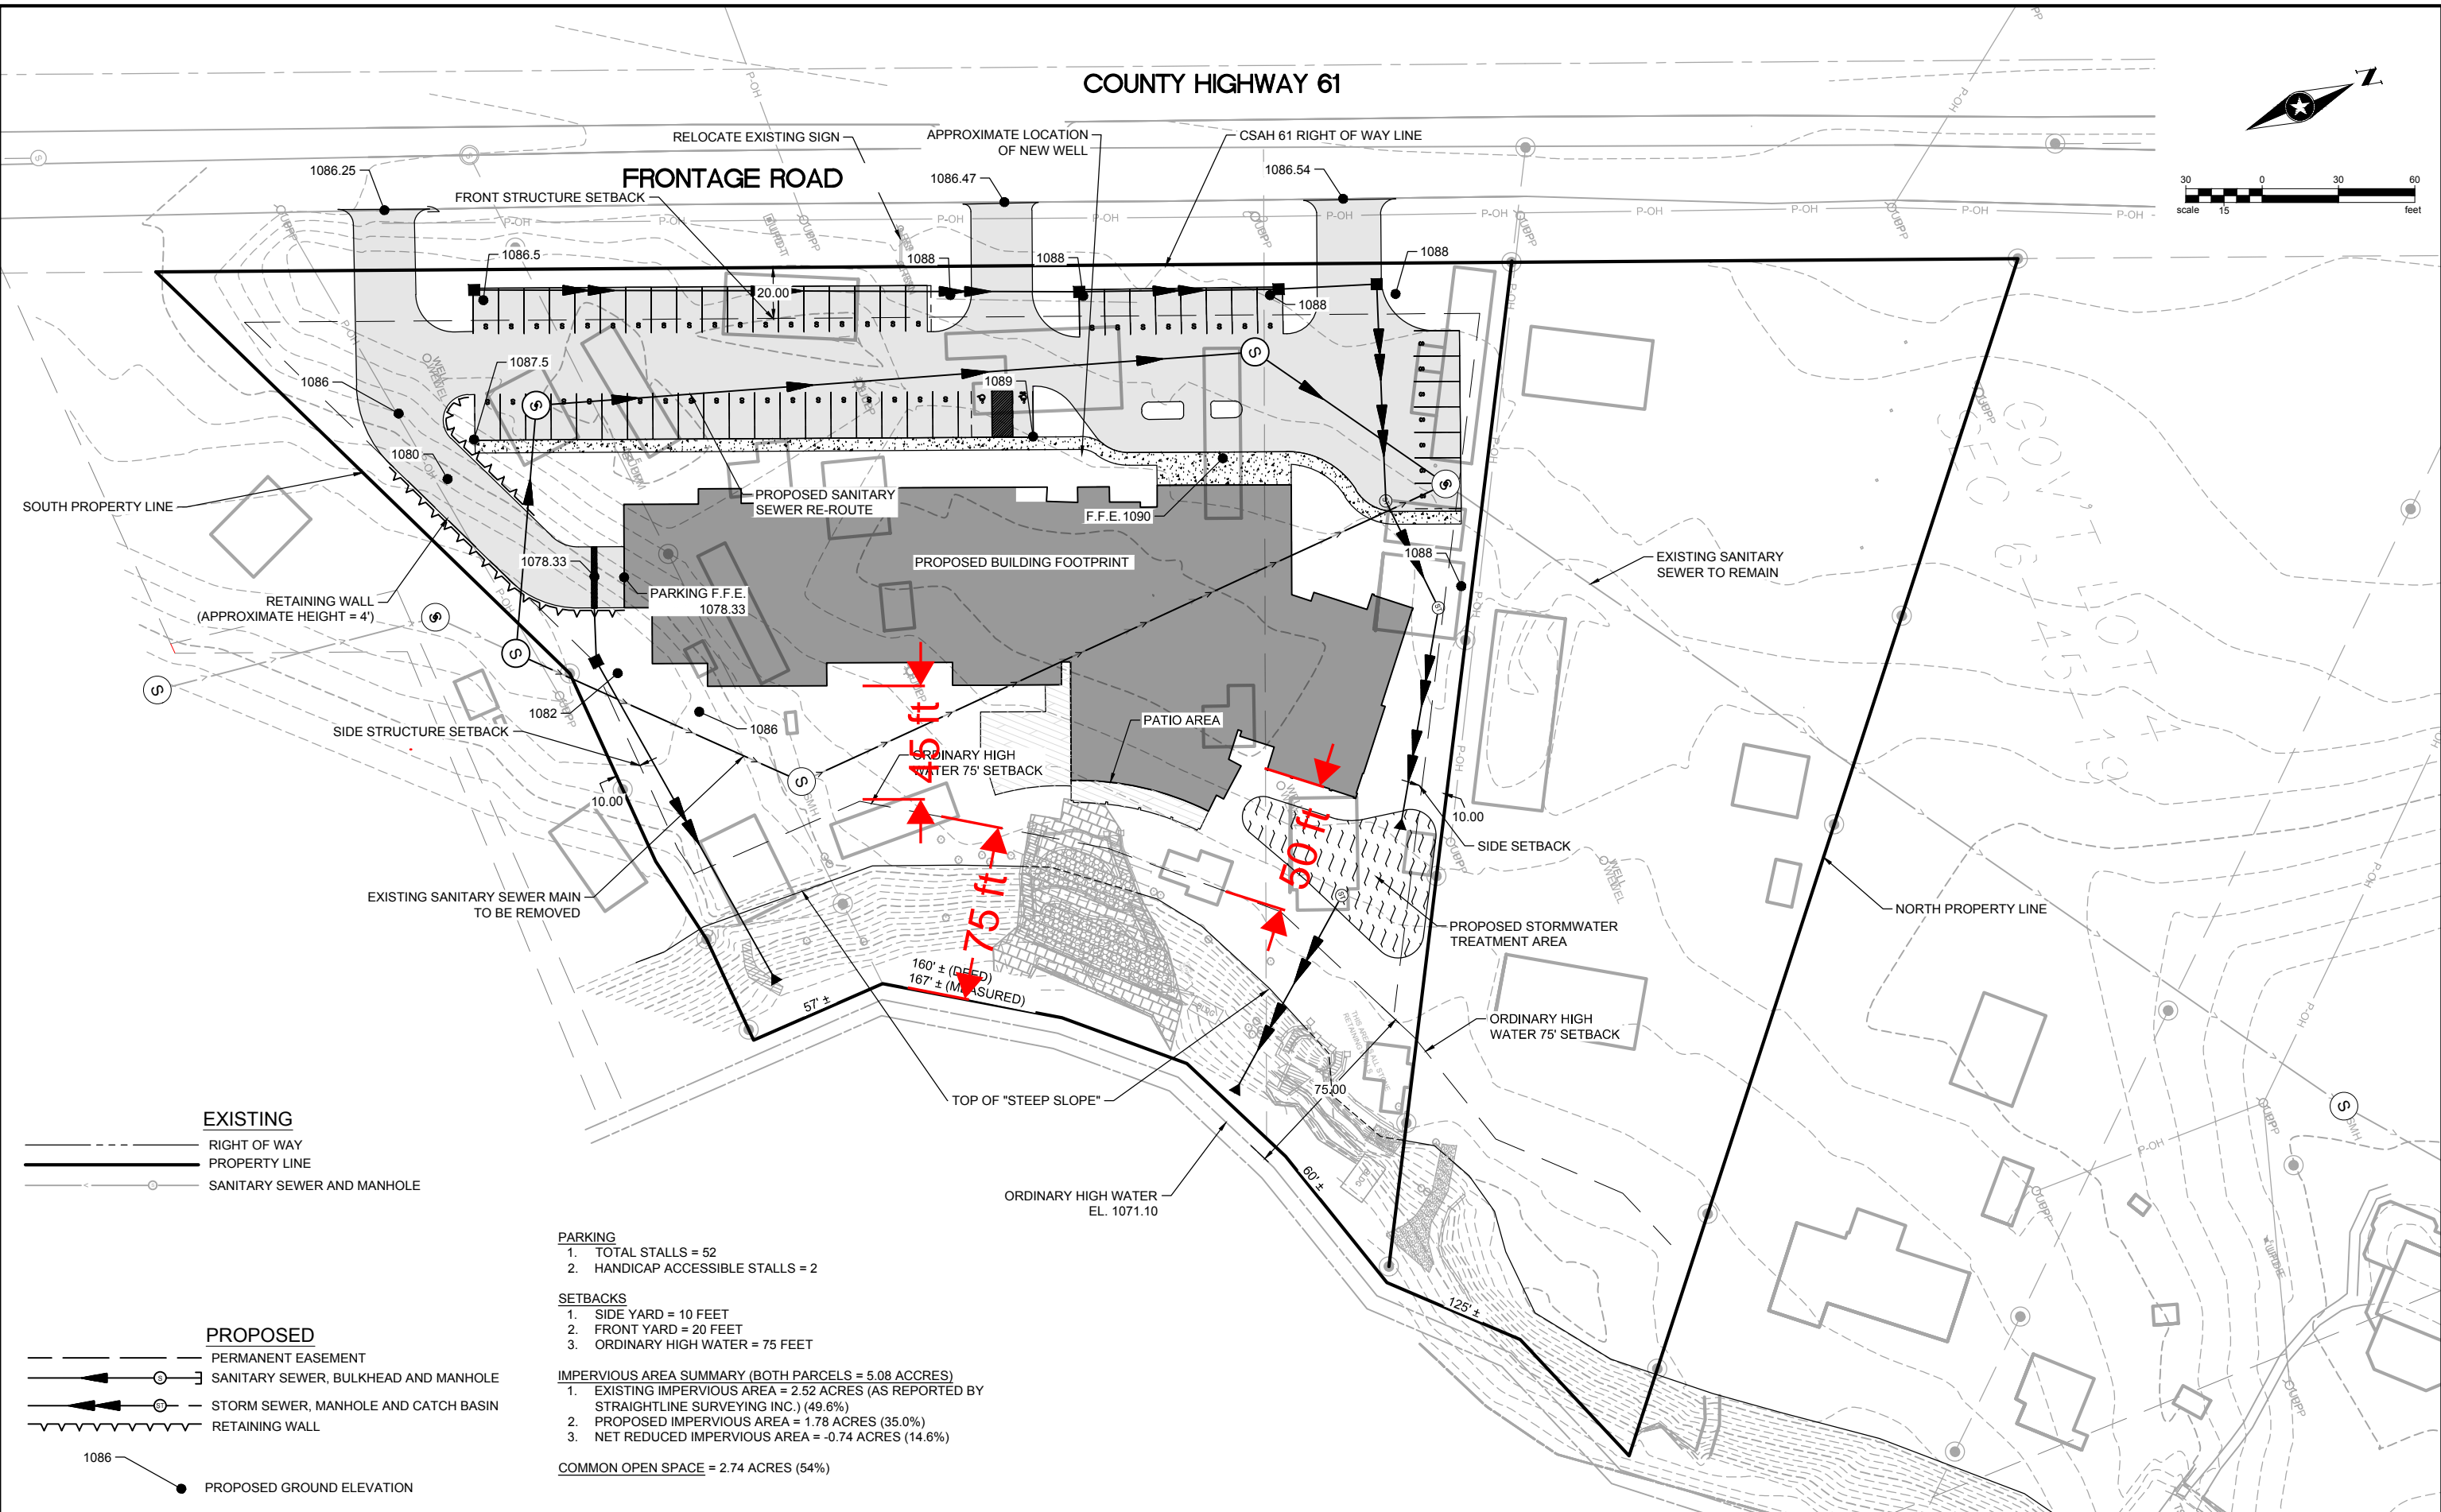 COUNTY HIGHWAY 61
Z
RELOCATE EXISTING SIGN
APPROXIMATE LOCATION
OF NEW WELL
CSAH 61 RIGHT OF WAY LINE
1086.25
FRONTAGE ROAD
1086.47
1086.54
FRONT STRUCTURE SETBACK
30 0 30 60
scale 15 feet
P-OH
P-OH
P-OH
P-OH
P-OH
P-OH
P-OH
P-OH
P-OH
P-OH
1086.5
1088
1088
1088
20.00
1088
1087.5
1086
1089
1080
SOUTH PROPERTY LINE
PROPOSED SANITARY
SEWER RE-ROUTE
F.F.E. 1090
1078.33
PROPOSED BUILDING FOOTPRINT
1088
EXISTING SANITARY
SEWER TO REMAIN
PARKING F.F.E.
1078.33
RETAINING WALL
(APPROXIMATE HEIGHT = 4')
1082
1086
PATIO AREA
SIDE STRUCTURE SETBACK
45 ft
ORDINARY HIGH
WATER 75' SETBACK
10.00
10.00
SIDE SETBACK
50 ft
EXISTING SANITARY SEWER MAIN
TO BE REMOVED
75 ft
NORTH PROPERTY LINE
PROPOSED STORMWATER
TREATMENT AREA
160' ± (DEED)
167' ± (MEASURED)
57' ±
ORDINARY HIGH
WATER 75' SETBACK
TOP OF "STEEP SLOPE"
75.00
60' ±
ORDINARY HIGH WATER
EL. 1071.10
125' ±
EXISTING
RIGHT OF WAY
PROPERTY LINE
SANITARY SEWER AND MANHOLE
PROPOSED
PERMANENT EASEMENT
SANITARY SEWER, BULKHEAD AND MANHOLE
STORM SEWER, MANHOLE AND CATCH BASIN
RETAINING WALL
1086
PROPOSED GROUND ELEVATION
PARKING
1. TOTAL STALLS = 52
2. HANDICAP ACCESSIBLE STALLS = 2
SETBACKS
1. SIDE YARD = 10 FEET
2. FRONT YARD = 20 FEET
3. ORDINARY HIGH WATER = 75 FEET
IMPERVIOUS AREA SUMMARY (BOTH PARCELS = 5.08 ACCRES)
1. EXISTING IMPERVIOUS AREA = 2.52 ACRES (AS REPORTED BY
STRAIGHTLINE SURVEYING INC.) (49.6%)
2. PROPOSED IMPERVIOUS AREA = 1.78 ACRES (35.0%)
3. NET REDUCED IMPERVIOUS AREA = -0.74 ACRES (14.6%)
COMMON OPEN SPACE = 2.74 ACRES (54%)